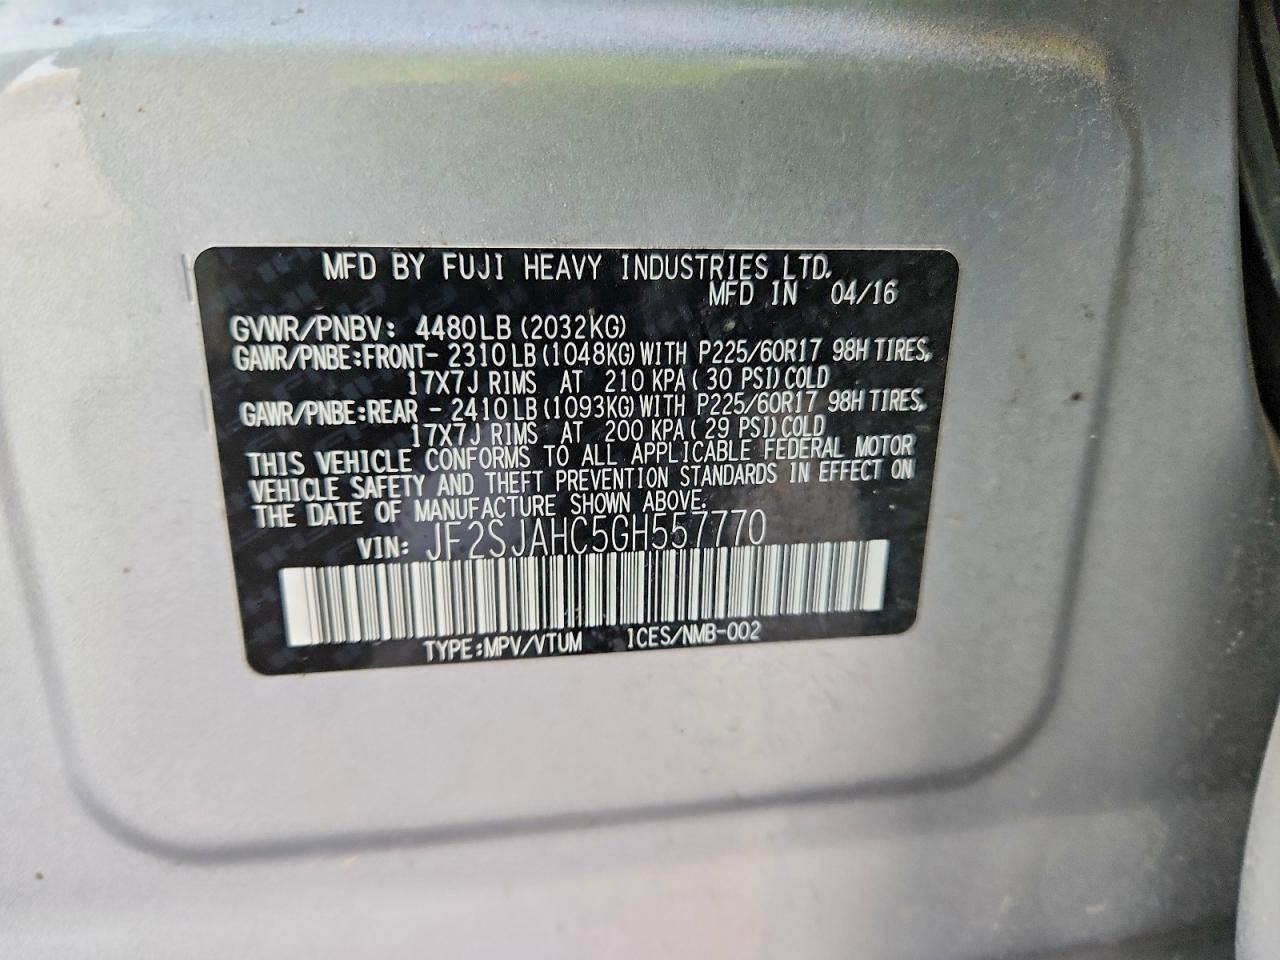 MFD BY FUJI HEAVY INDUSTRIES LTD.
MFD IN 04/16
GVWR/PNBV: 4480LB (2032KG)
GAWR/PNBE:FRONT- 2310LB (1048KG) WITH P225/60R17 98H TIRES,
17X7J RIMS AT 210 KPA (30 PSI) COLD
GAWR/PNBE:REAR - 2410LB (1093KG) WITH P225/60R17 98H TIRES,
17X7J RIMS AT 200 KPA (29 PSI) COLD
THIS VEHICLE CONFORMS TO ALL APPLICABLE FEDERAL MOTOR
VEHICLE SAFETY AND THEFT PREVENTION STANDARDS IN EFFECT ON
THE DATE OF MANUFACTURE SHOWN ABOVE.
VIN: JF2SJAHC5GH557770
TYPE:MPV/VTUM ICES/NMB-002